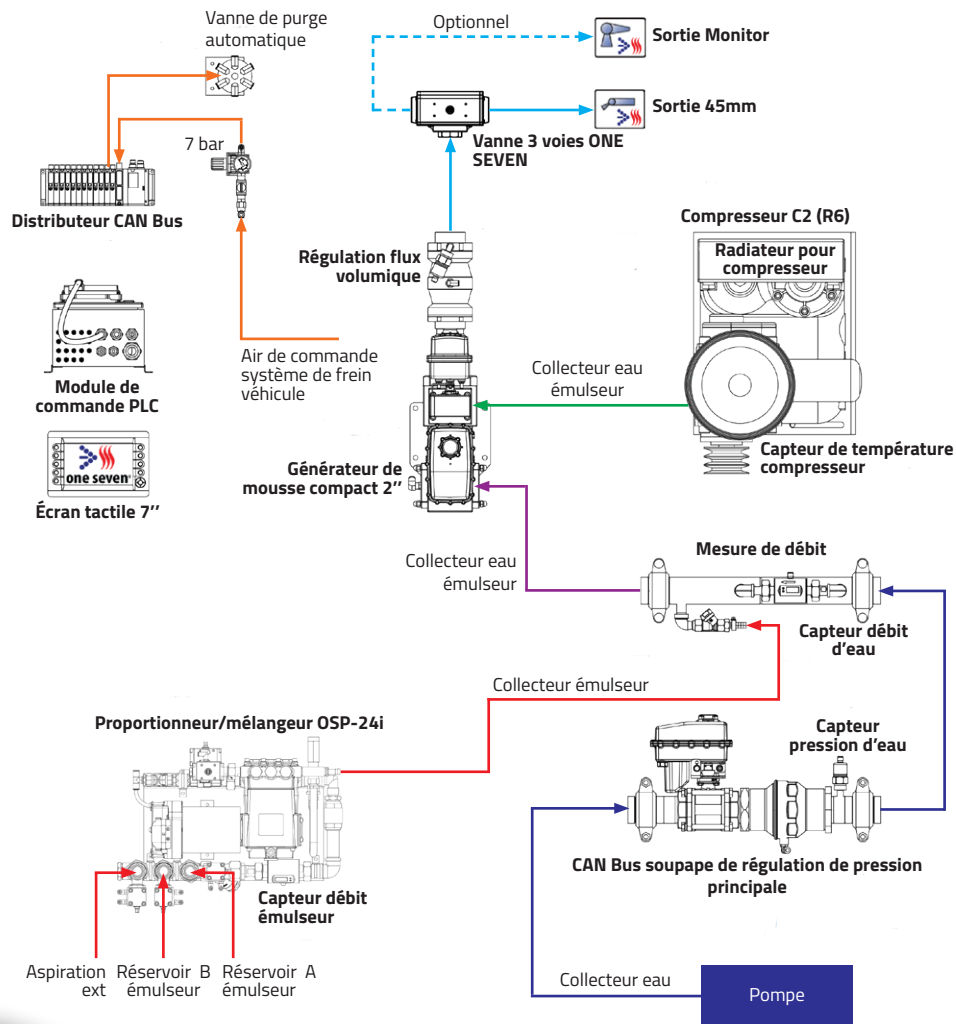 Vanne de purge
automatique
Optionnel
Sortie Monitor
Sortie 45mm
7 bar
Vanne 3 voies ONE
SEVEN
Distributeur CAN Bus
Compresseur C2 (R6)
Radiateur pour
compresseur
Régulation flux
volumique
Air de commande
système de frein
véhicule
Collecteur eau
émulseur
Module de
commande PLC
Capteur de température
compresseur
Générateur de
mousse compact 2’’
one seven®
Écran tactile 7’’
Mesure de débit
Collecteur eau
émulseur
Capteur débit
d’eau
Collecteur émulseur
Proportionneur/mélangeur OSP-24i
Capteur
pression d’eau
CAN Bus soupape de régulation de pression
principale
Capteur débit
émulseur
Aspiration
ext
Réservoir B
émulseur
Réservoir A
émulseur
Collecteur eau
Pompe